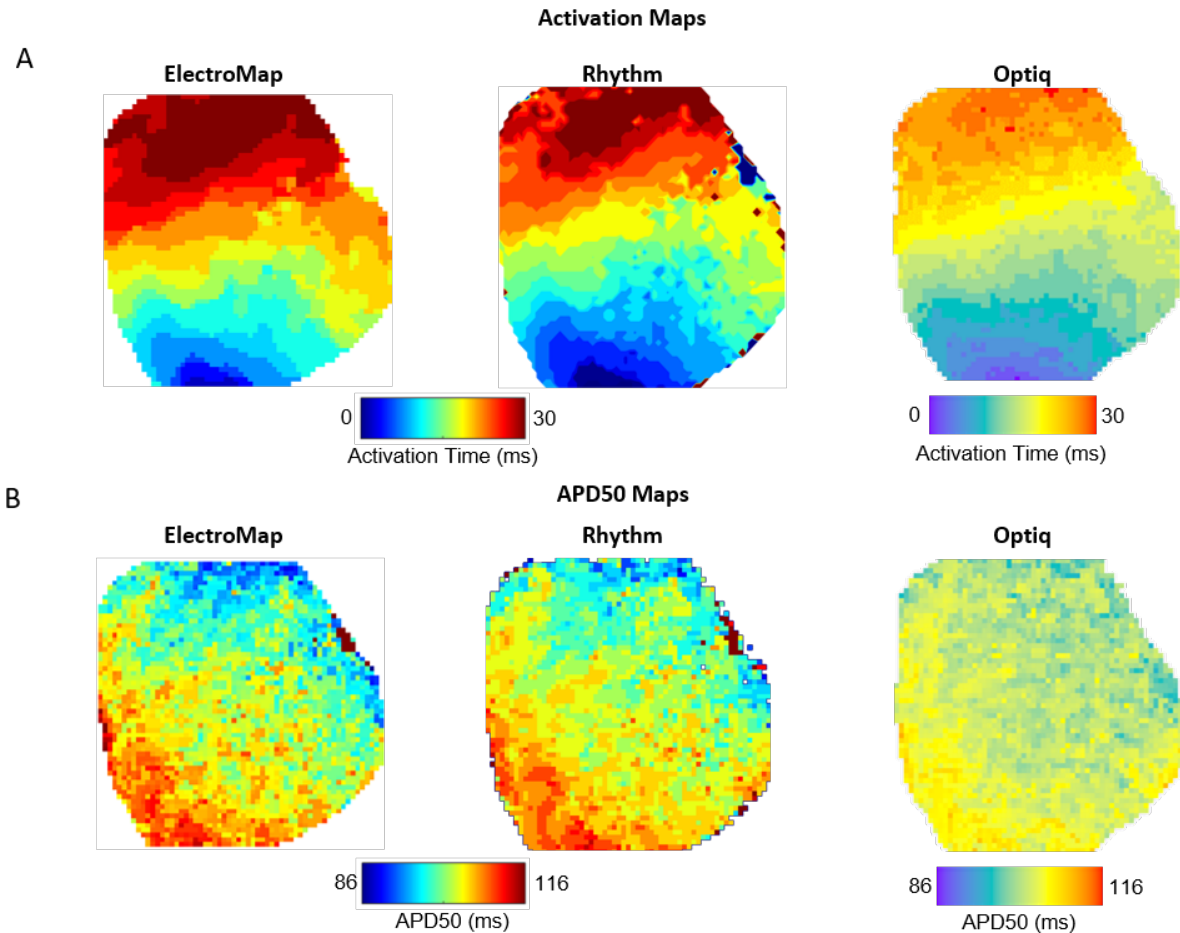 Activation Maps
A
ElectroMap
Rhythm
Optiq
0
30
Activation Time (ms)
0
30
Activation Time (ms)
B
APD50 Maps
ElectroMap
Rhythm
Optiq
86
116
APD50 (ms)
86
116
APD50 (ms)